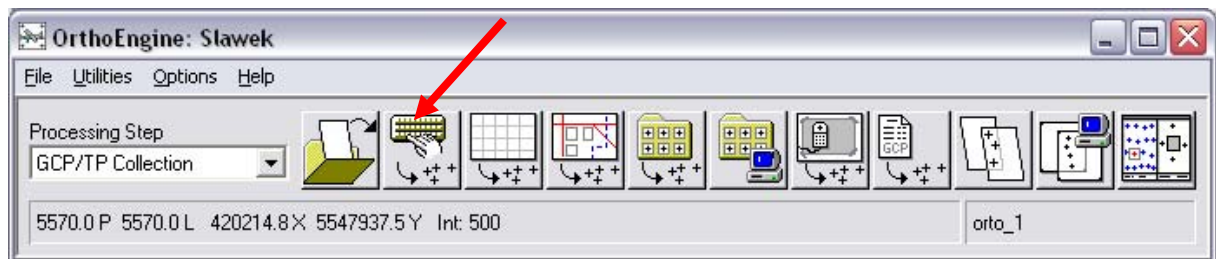 OrthoEngine: Slawek
File Utilities Options Help
Processing Step
GCP/TP Collection
GCP
5570.0 P 5570.0 L 420214.8 X 5547937.5 Y Int: 500
orto_1